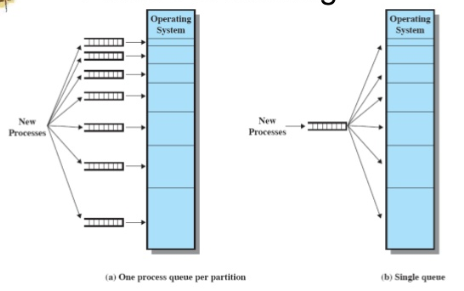 Operating
System
New
Processes
(a) One process queue per partition
Operating
System
New
Processes
(b) Single queue